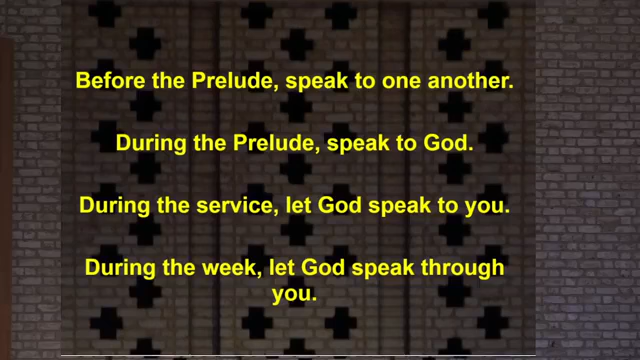 Before the Prelude, speak to one another.
During the Prelude, speak to God.
During the service, let God speak to you.
During the week, let God speak through
you.